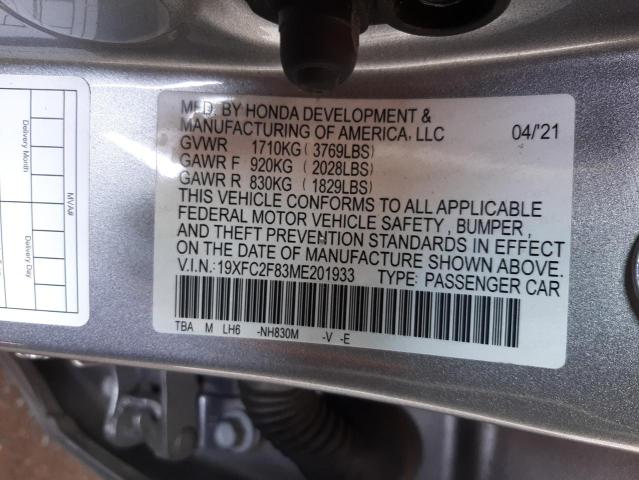 MFD. BY HONDA DEVELOPMENT &
MANUFACTURING OF AMERICA, LLC 04/'21
GVWR 1710KG ( 3769LBS)
GAWR F 920KG ( 2028LBS)
GAWR R 830KG ( 1829LBS)
THIS VEHICLE CONFORMS TO ALL APPLICABLE
FEDERAL MOTOR VEHICLE SAFETY , BUMPER ,
AND THEFT PREVENTION STANDARDS IN EFFECT
ON THE DATE OF MANUFACTURE SHOWN ABOVE.
V.I.N.:19XFC2F83ME201933 TYPE: PASSENGER CAR
TBA M LH6 -NH830M -V -E
Delivery Month
MVA#
Delivery Day